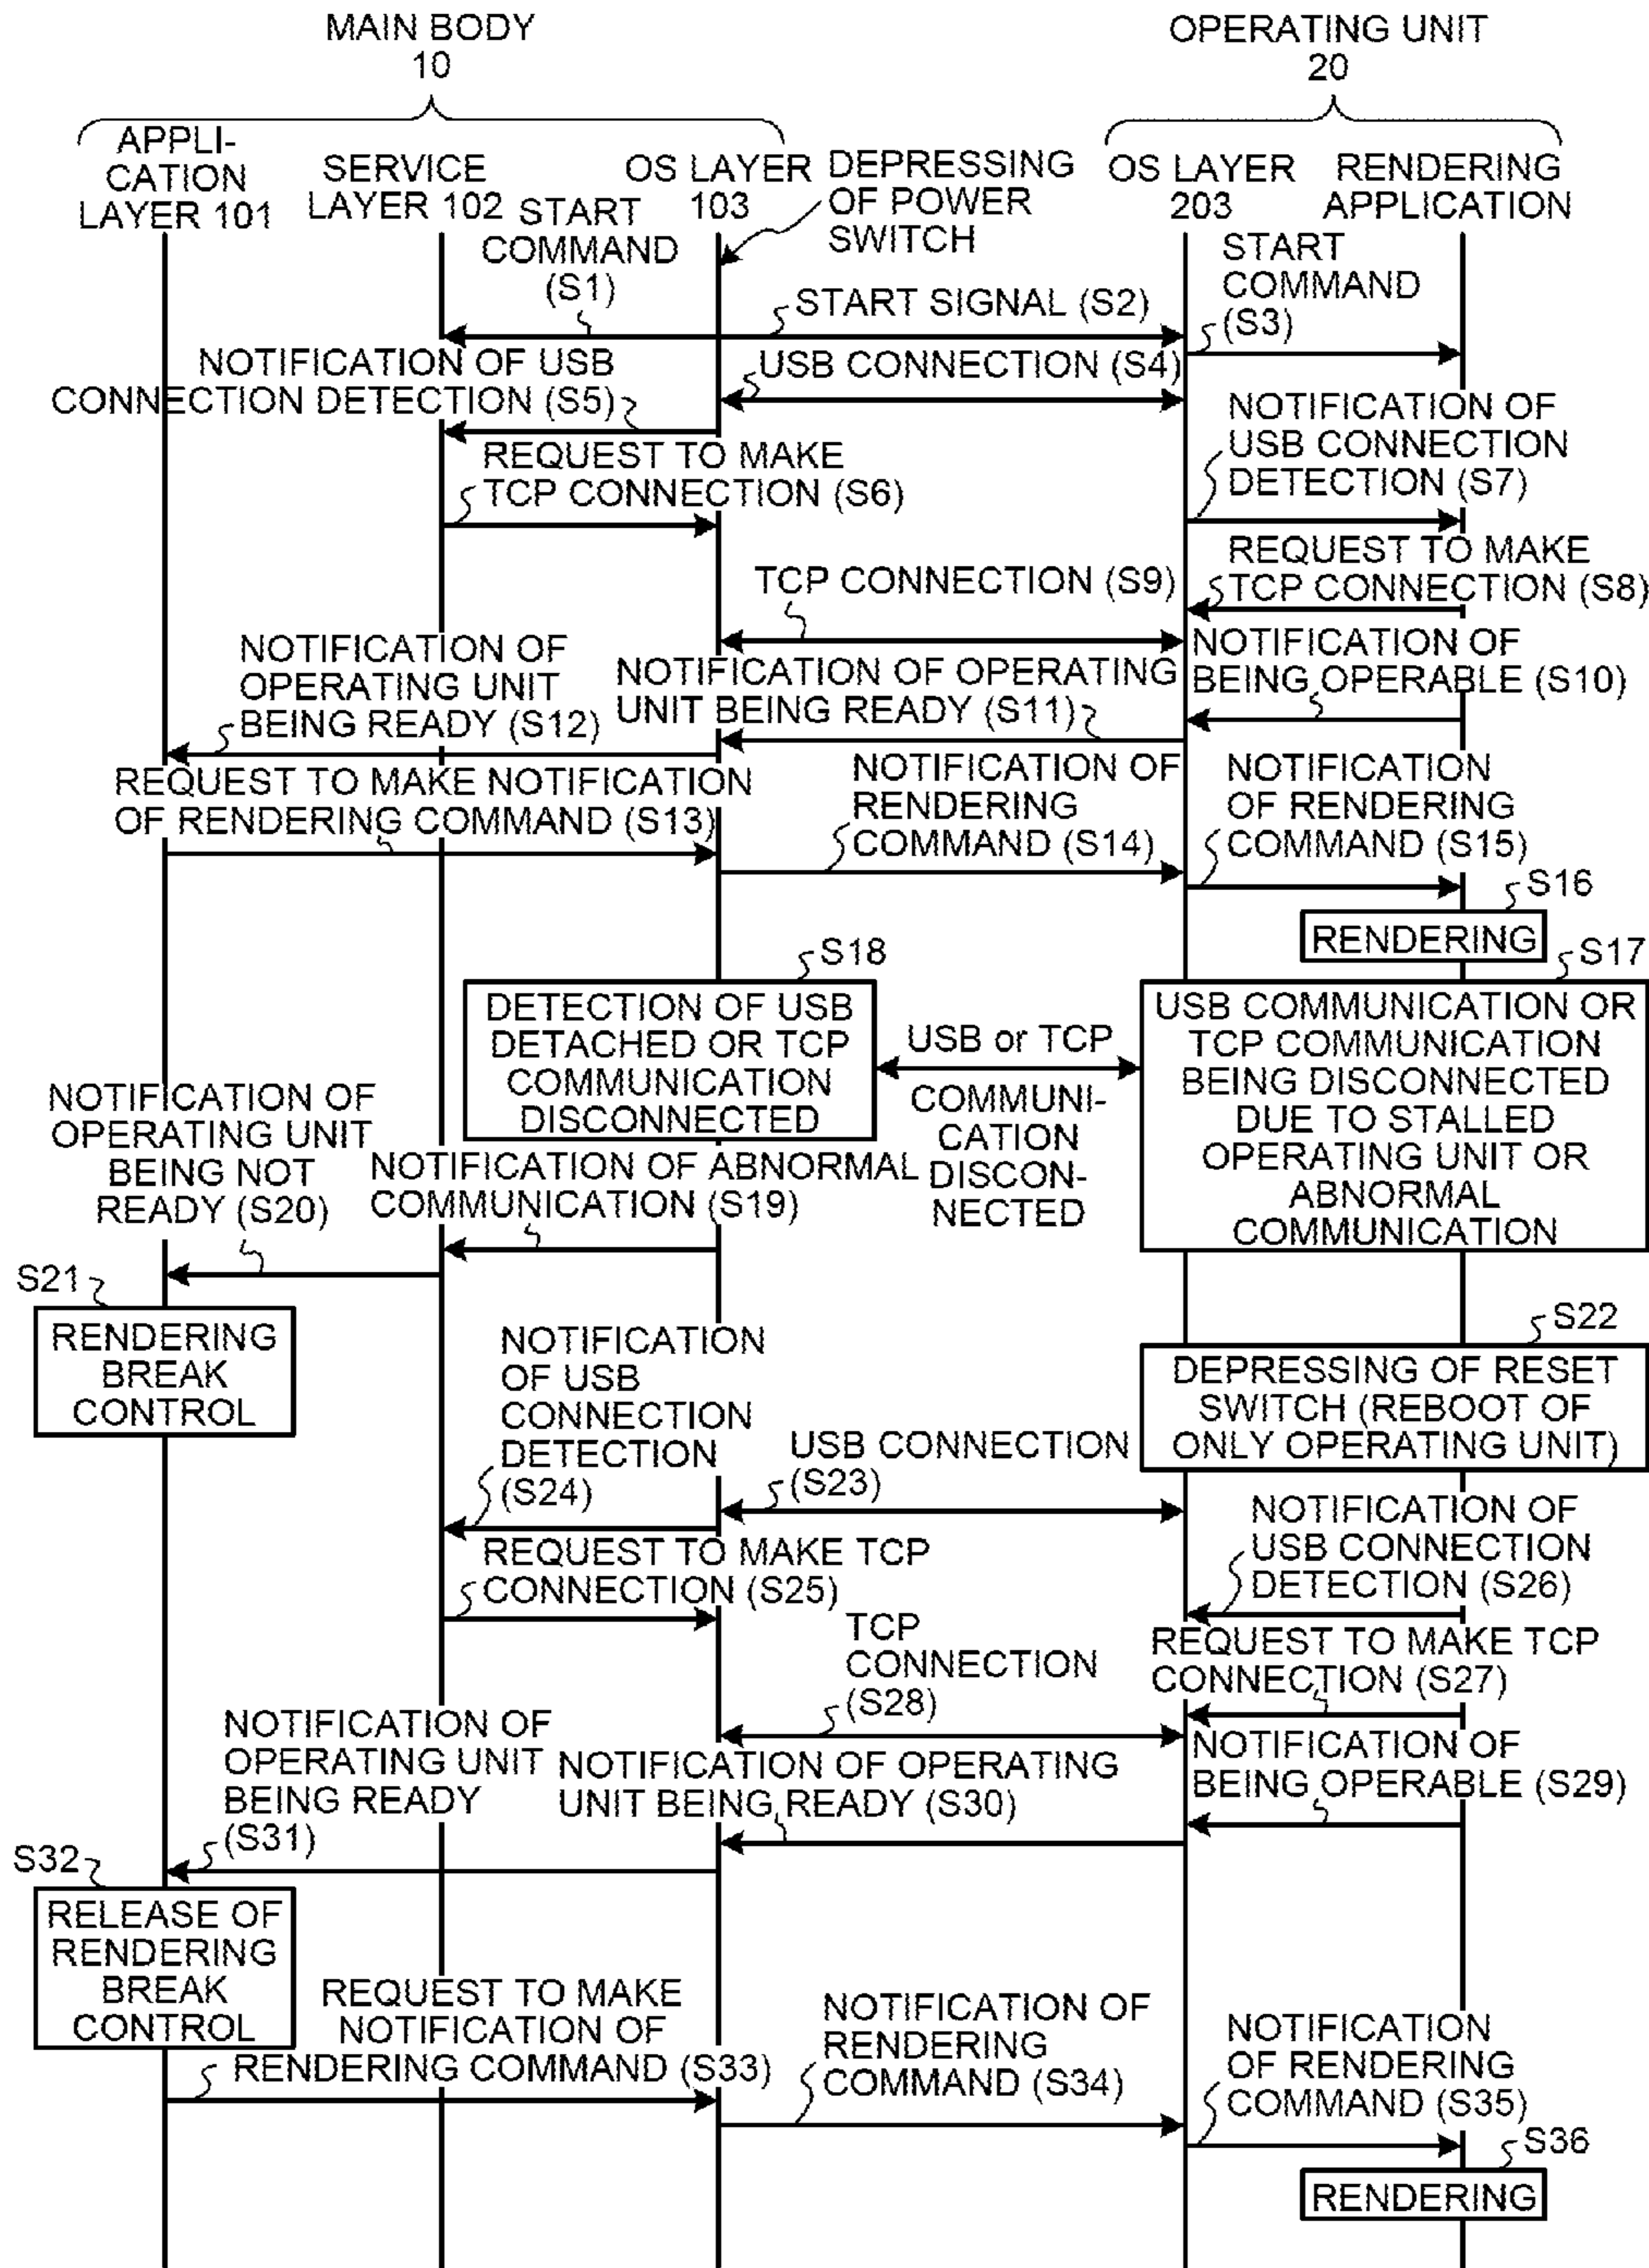 MAIN BODY
10
OPERATING UNIT
20
APPLI-
CATION
LAYER 101
SERVICE
LAYER 102
OS LAYER
103
DEPRESSING
OF POWER
SWITCH
OS LAYER
203
RENDERING
APPLICATION
START
COMMAND
(S1)
START SIGNAL (S2)
START
COMMAND
(S3)
USB CONNECTION (S4)
NOTIFICATION OF USB
CONNECTION DETECTION (S5)
REQUEST TO MAKE
TCP CONNECTION (S6)
NOTIFICATION OF
USB CONNECTION
DETECTION (S7)
REQUEST TO MAKE
TCP CONNECTION (S8)
TCP CONNECTION (S9)
NOTIFICATION OF
BEING OPERABLE (S10)
NOTIFICATION OF OPERATING
UNIT BEING READY (S11)
NOTIFICATION OF
OPERATING UNIT
BEING READY (S12)
REQUEST TO MAKE NOTIFICATION
OF RENDERING COMMAND (S13)
NOTIFICATION OF
RENDERING
COMMAND (S14)
NOTIFICATION
OF RENDERING
COMMAND (S15)
S16
RENDERING
S17
USB COMMUNICATION OR
TCP COMMUNICATION
BEING DISCONNECTED
DUE TO STALLED
OPERATING UNIT OR
ABNORMAL
COMMUNICATION
S18
DETECTION OF USB
DETACHED OR TCP
COMMUNICATION
DISCONNECTED
USB or TCP
COMMUNI-
CATION
DISCON-
NECTED
NOTIFICATION OF ABNORMAL
COMMUNICATION (S19)
NOTIFICATION OF
OPERATING UNIT
BEING NOT
READY (S20)
S21
RENDERING
BREAK
CONTROL
S22
DEPRESSING OF RESET
SWITCH (REBOOT OF
ONLY OPERATING UNIT)
USB CONNECTION
(S23)
NOTIFICATION
OF USB
CONNECTION
DETECTION
(S24)
REQUEST TO MAKE TCP
CONNECTION (S25)
NOTIFICATION OF
USB CONNECTION
DETECTION (S26)
REQUEST TO MAKE TCP
CONNECTION (S27)
TCP
CONNECTION
(S28)
NOTIFICATION OF
BEING OPERABLE (S29)
NOTIFICATION OF OPERATING
UNIT BEING READY (S30)
NOTIFICATION OF
OPERATING UNIT
BEING READY
(S31)
S32
RELEASE OF
RENDERING
BREAK
CONTROL
REQUEST TO MAKE
NOTIFICATION OF
RENDERING COMMAND (S33)
NOTIFICATION OF
RENDERING
COMMAND (S34)
NOTIFICATION
OF RENDERING
COMMAND (S35)
S36
RENDERING